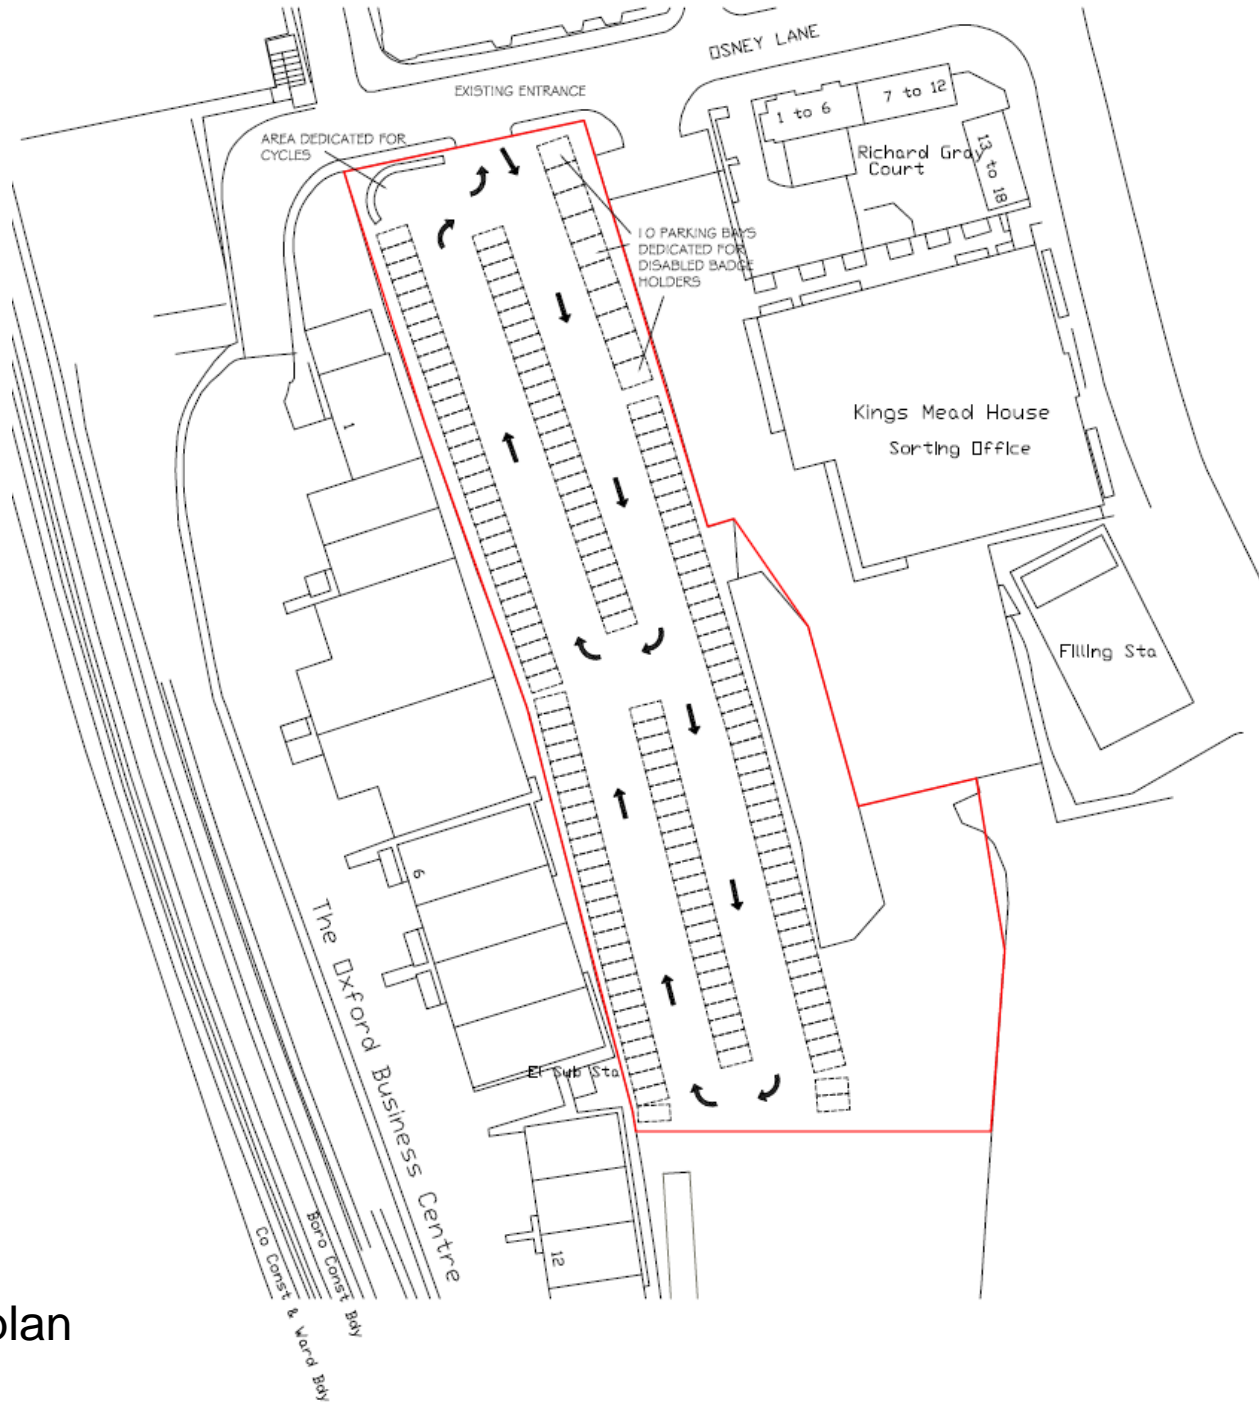 OSNEY LANE
EXISTING ENTRANCE
1 to 6
7 to 12
AREA DEDICATED FOR
CYCLES
Richard Gray
Court
13 to 18
10 PARKING BAYS
DEDICATED FOR
DISABLED BADGE
HOLDERS
Kings Mead House
Sorting Office
1
Filling Sta
6
The Oxford Business Centre
El Sub Sta
12
Boro Const Bdy
Co Const & Ward Bdy
plan